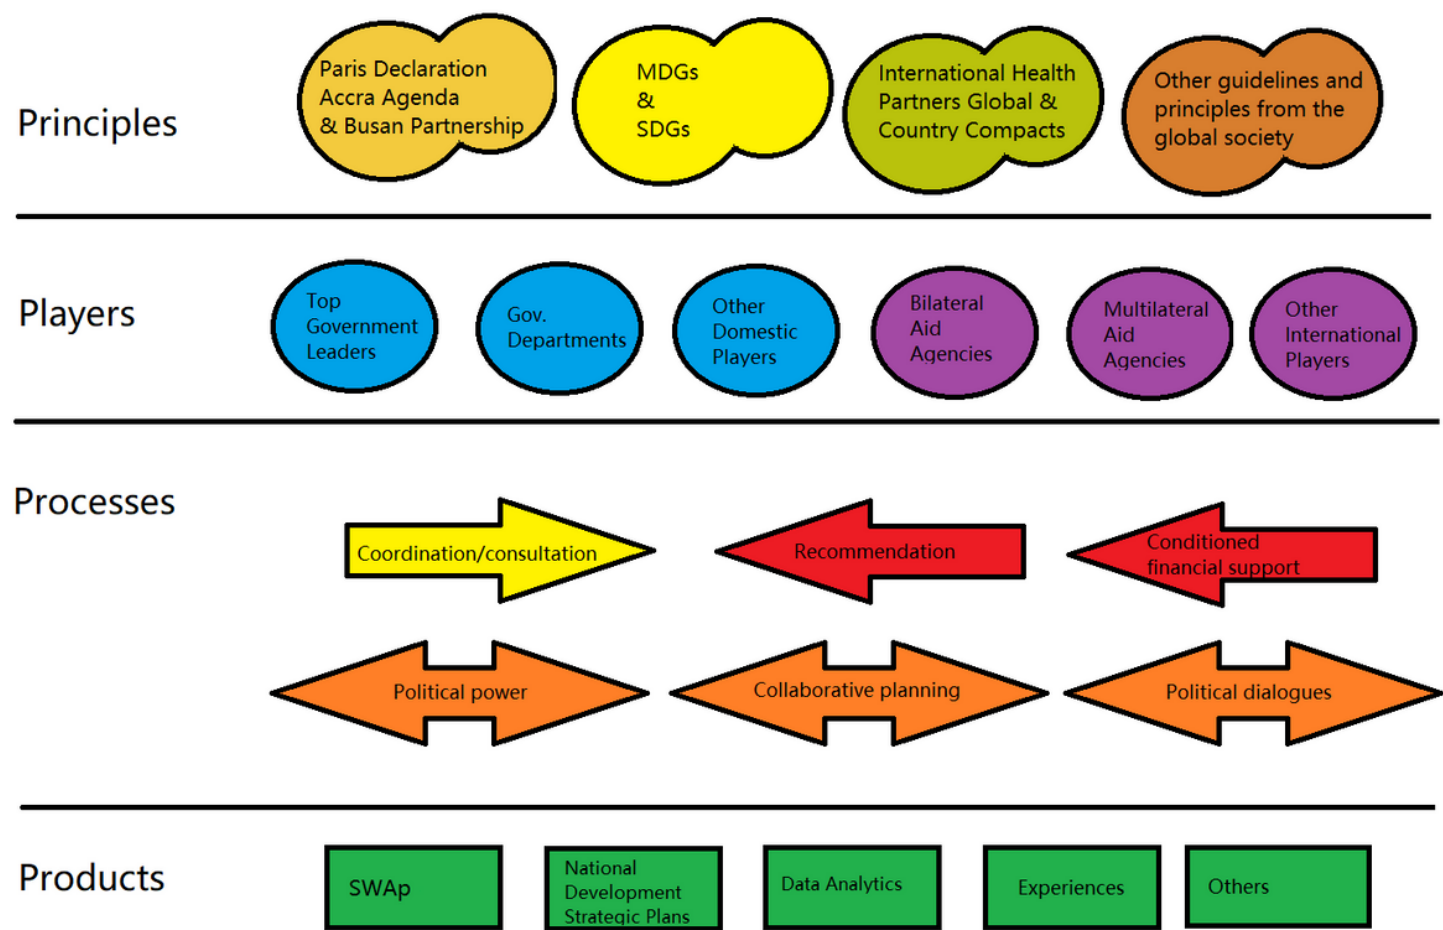 Principles
Paris Declaration
Accra Agenda
& Busan Partnership
MDGs
&
SDGs
International Health
Partners Global &
Country Compacts
Other guidelines and
principles from the
global society
Players
Top
Government
Leaders
Gov.
Departments
Other
Domestic
Players
Bilateral
Aid
Agencies
Multilateral
Aid
Agencies
Other
International
Players
Processes
Coordination/consultation
Recommendation
Conditioned
financial support
Political power
Collaborative planning
Political dialogues
Products
SWAp
National
Development
Strategic Plans
Data Analytics
Experiences
Others